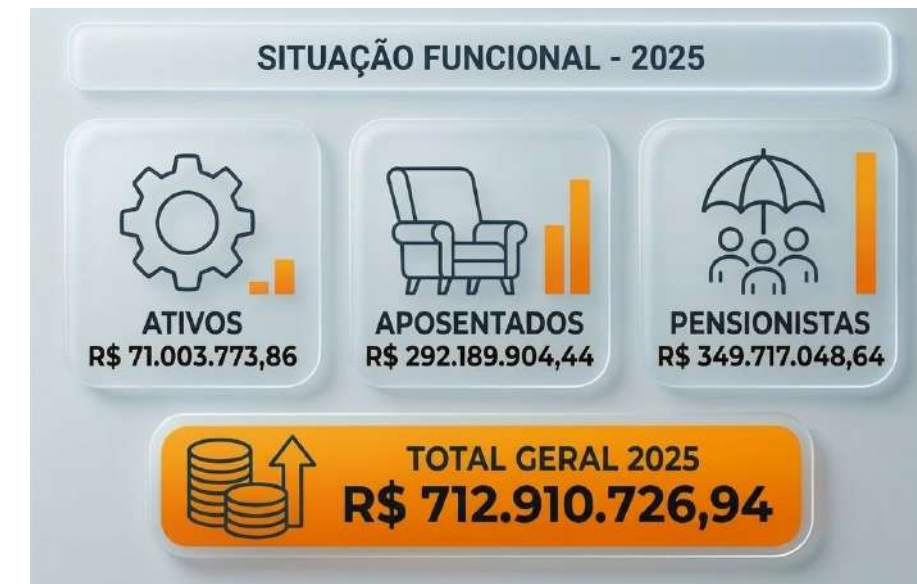 SITUAÇÃO FUNCIONAL - 2025
ATIVOS
R$ 71.003.773,86
APOSENTADOS
R$ 292.189.904,44
PENSIONISTAS
R$ 349.717.048,64
TOTAL GERAL 2025
R$ 712.910.726,94